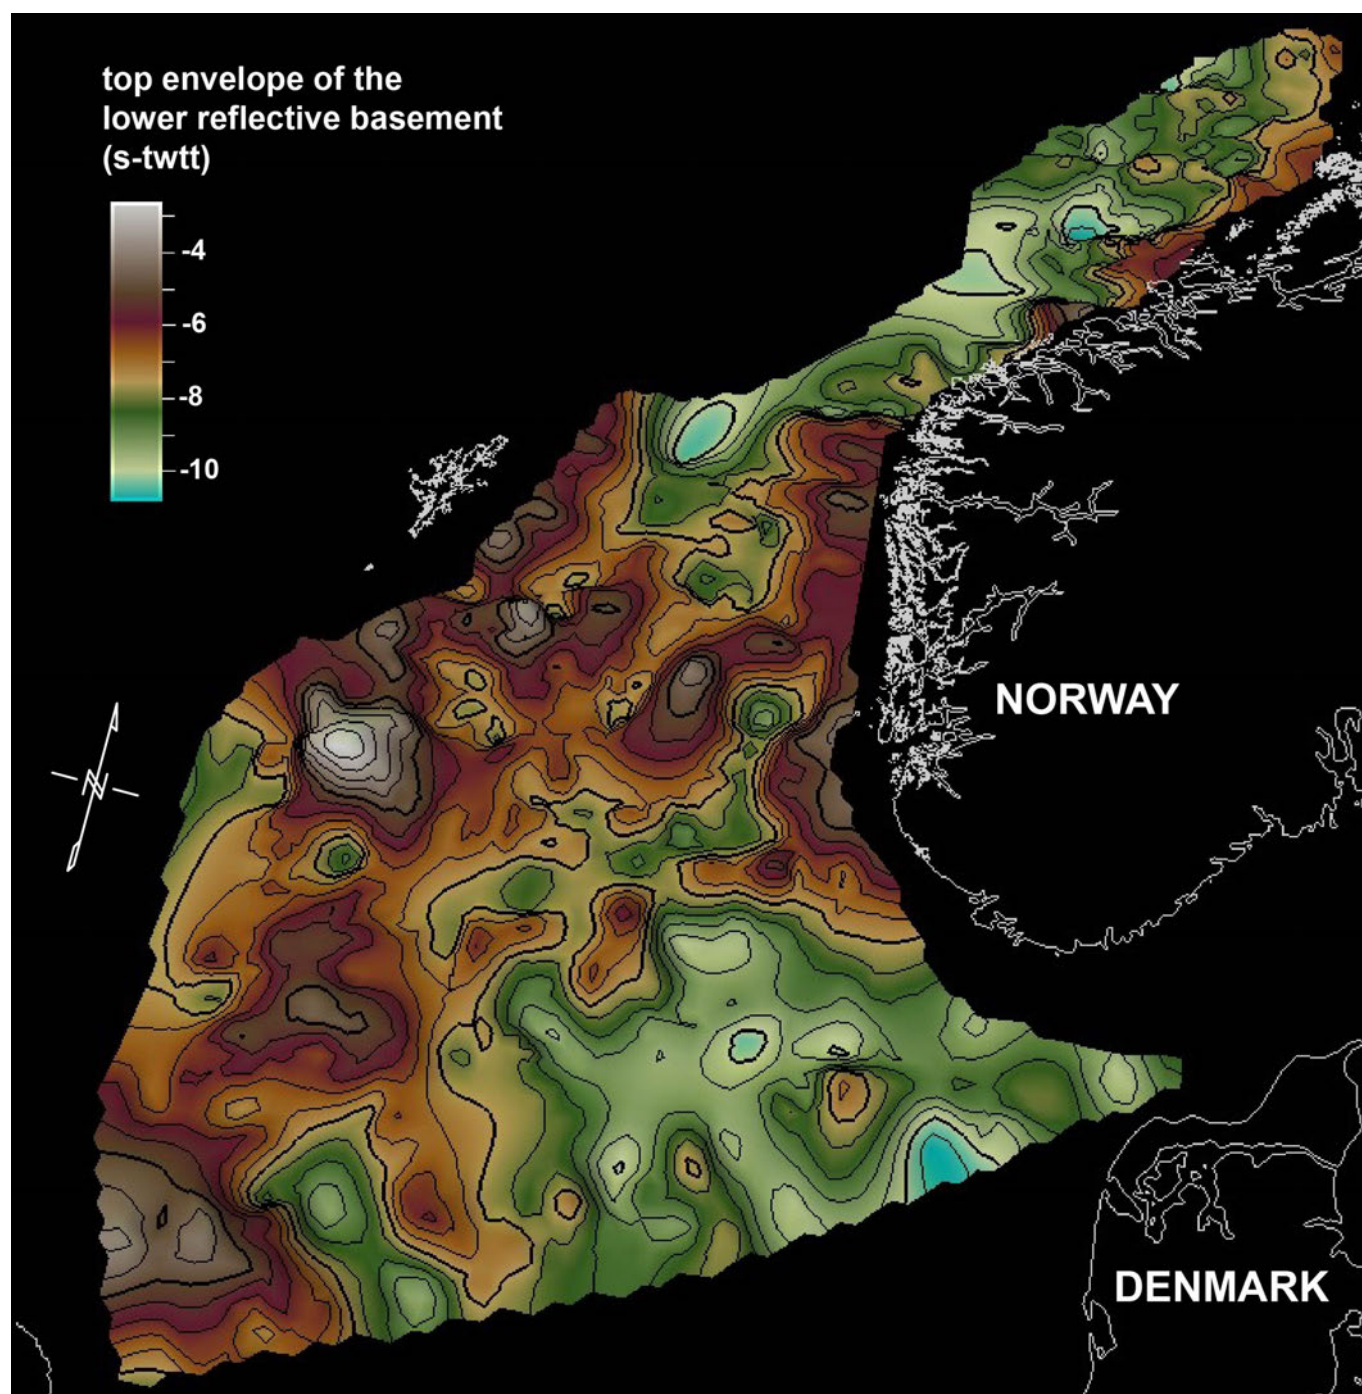 top envelope of the
lower reflective basement
(s-twtt)
-4
-6
-8
-10
N
NORWAY
DENMARK